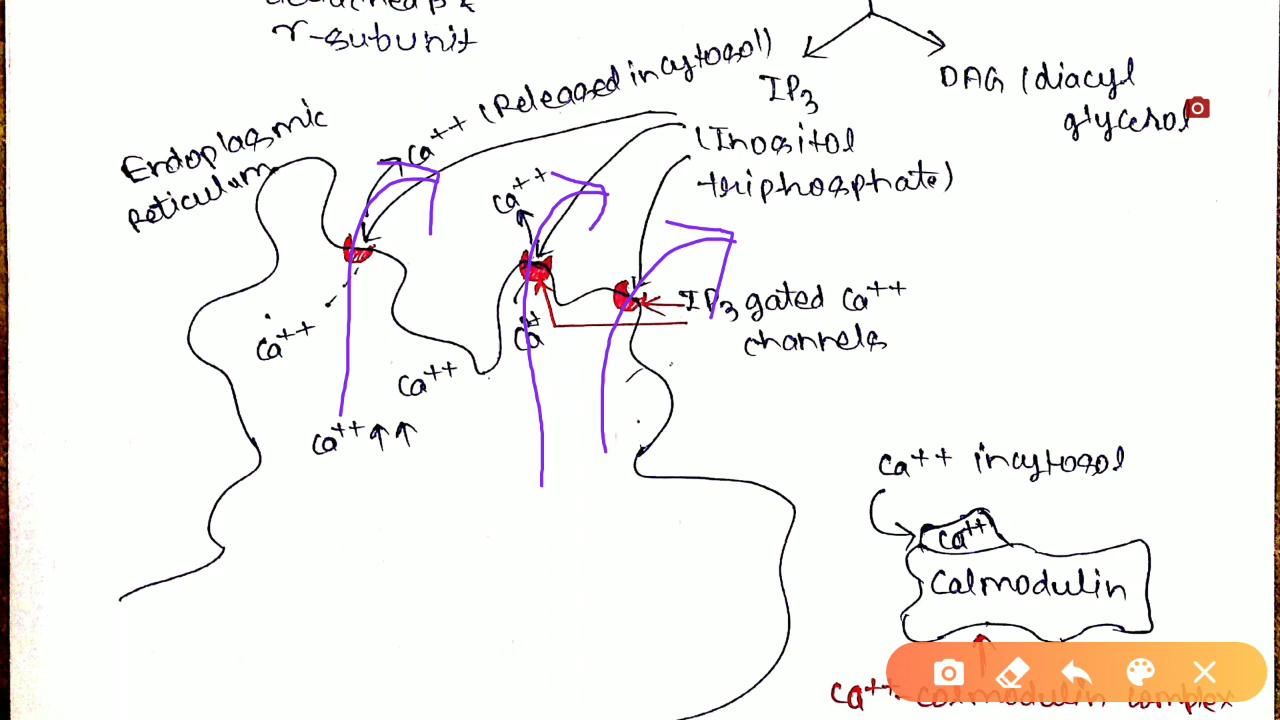 γ-subunit
Ca++ (Released in cytosol)
Endoplasmic
reticulum
IP3
(Inositol
triphosphate)
DAG (diacyl
glycerol
Ca++
IP3 gated Ca++
channels
Ca++
Ca++
Ca++
Ca++ ↑↑
Ca++ in cytosol
Ca++
Calmodulin
Ca++ calmodulin complex